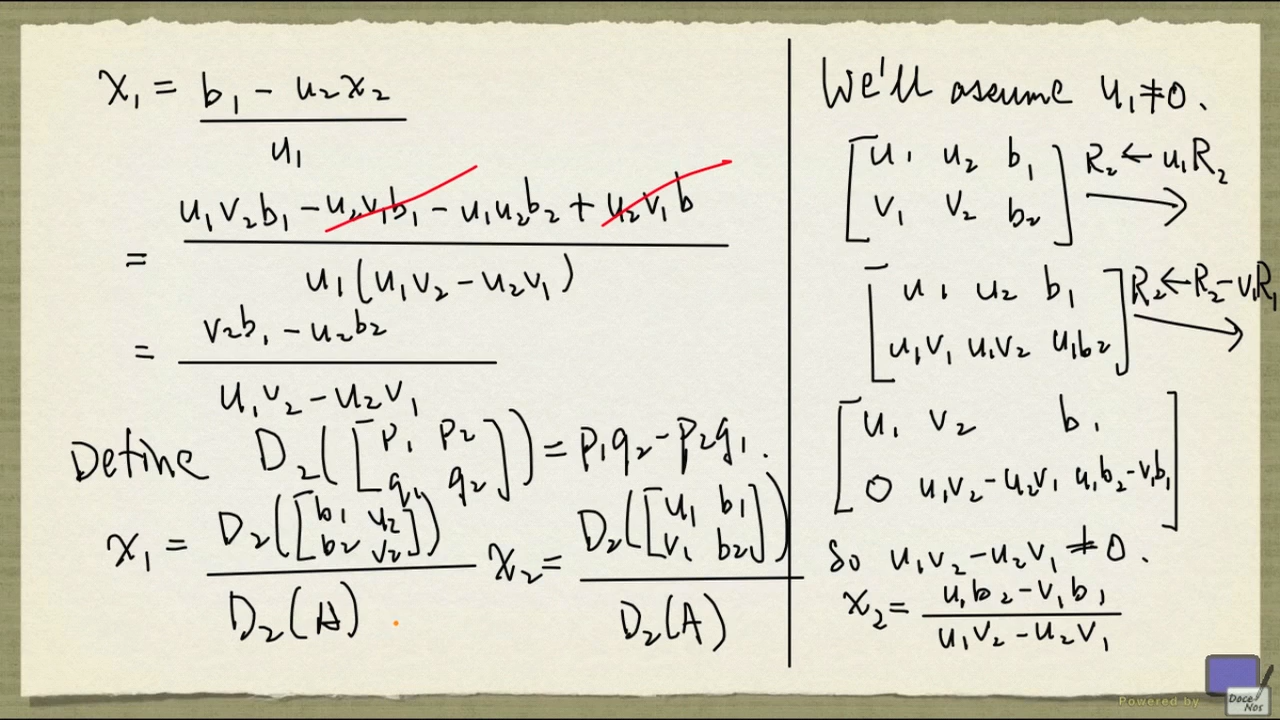 x₁ = (b₁ - u₂x₂) / u₁
= (u₁v₂b₁ - u₂v₁b₁ - u₁u₂b₂ + u₂v₁b) / (u₁(u₁v₂ - u₂v₁))
= (v₂b₁ - u₂b₂) / (u₁v₂ - u₂v₁)
Define D₂([p₁ p₂; q₁ q₂]) = p₁q₂ - p₂q₁.
x₁ = D₂([b₁ u₂; b₂ v₂]) / D₂(A) x₂ = D₂([u₁ b₁; v₁ b₂]) / D₂(A)
We'll assume u₁ ≠ 0.
[u₁ u₂ b₁; v₁ v₂ b₂] R₂ ← u₁R₂ →
[u₁ u₂ b₁; u₁v₁ u₁v₂ u₁b₂] R₂ ← R₂ - v₁R₁ →
[u₁ v₂ b₁; 0 u₁v₂ - u₂v₁ u₁b₂ - v₁b₁]
So u₁v₂ - u₂v₁ ≠ 0.
x₂ = (u₁b₂ - v₁b₁) / (u₁v₂ - u₂v₁)
Powered by
Doce
Nos